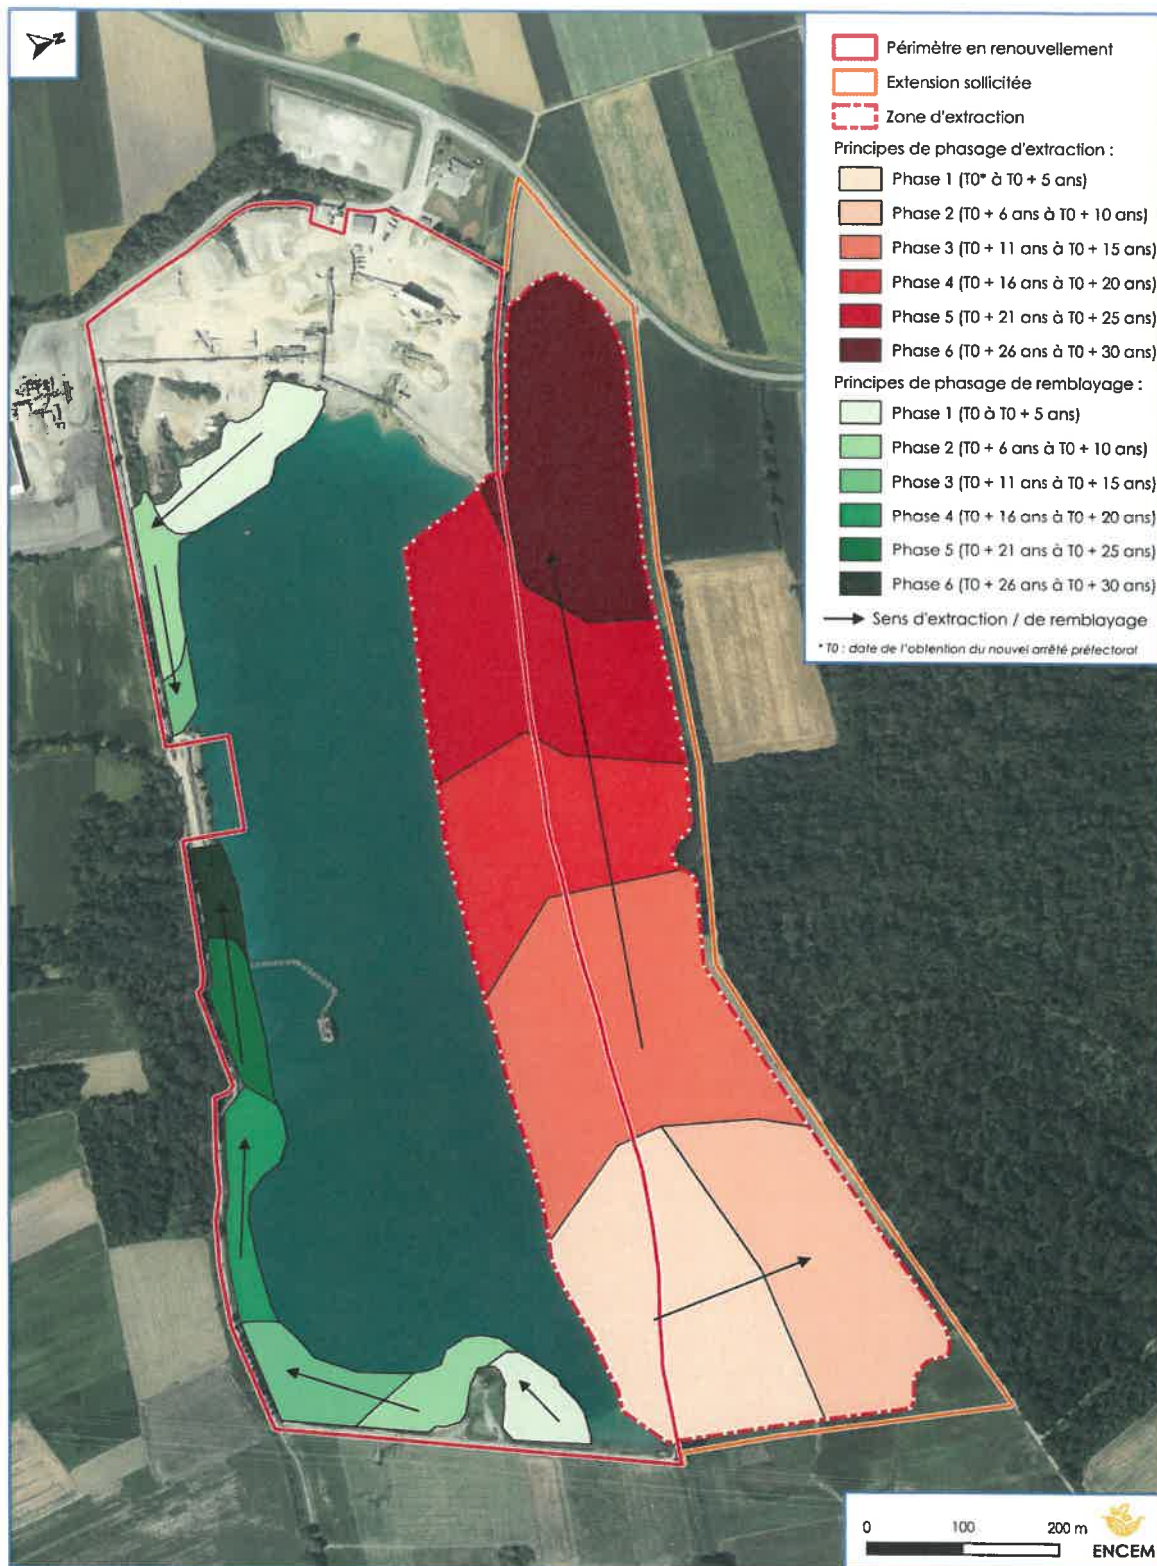 N
Périmètre en renouvellement
Extension sollicitée
Zone d'extraction
Principes de phasage d'extraction :
Phase 1 (T0* à T0 + 5 ans)
Phase 2 (T0 + 6 ans à T0 + 10 ans)
Phase 3 (T0 + 11 ans à T0 + 15 ans)
Phase 4 (T0 + 16 ans à T0 + 20 ans)
Phase 5 (T0 + 21 ans à T0 + 25 ans)
Phase 6 (T0 + 26 ans à T0 + 30 ans)
Principes de phasage de remblayage :
Phase 1 (T0 à T0 + 5 ans)
Phase 2 (T0 + 6 ans à T0 + 10 ans)
Phase 3 (T0 + 11 ans à T0 + 15 ans)
Phase 4 (T0 + 16 ans à T0 + 20 ans)
Phase 5 (T0 + 21 ans à T0 + 25 ans)
Phase 6 (T0 + 26 ans à T0 + 30 ans)
Sens d'extraction / de remblayage
* T0 : date de l'obtention du nouvel arrêté préfectoral
0 100 200 m
ENCEM